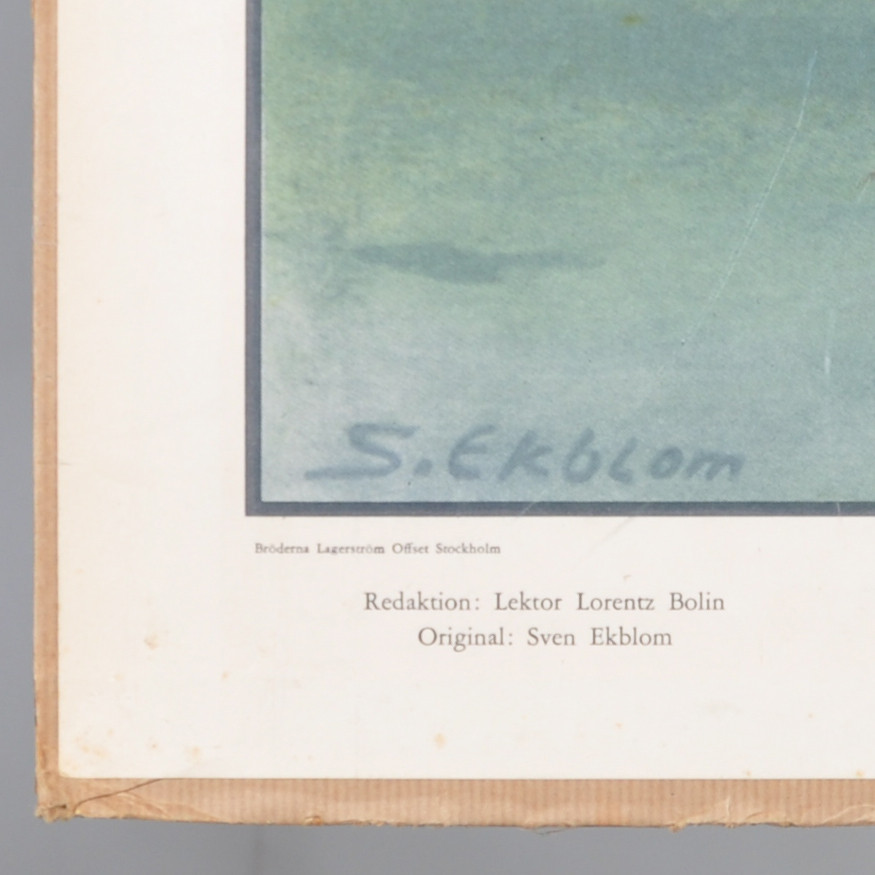 S. Ekblom
Bröderna Lagerström Offset Stockholm
Redaktion: Lektor Lorentz Bolin
Original: Sven Ekblom